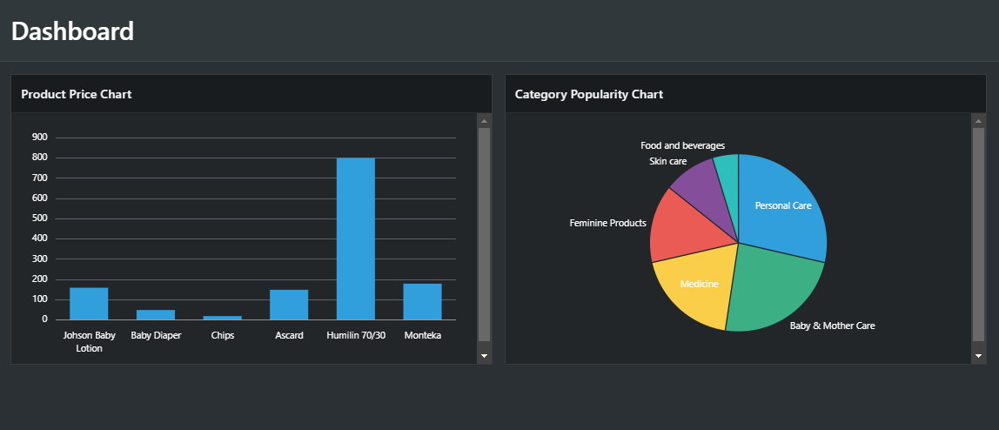 Dashboard
Product Price Chart
900
800
700
600
500
400
300
200
100
0
Johson Baby
Lotion
Baby Diaper
Chips
Ascard
Humilin 70/30
Monteka
Category Popularity Chart
Food and beverages
Skin care
Personal Care
Feminine Products
Medicine
Baby & Mother Care